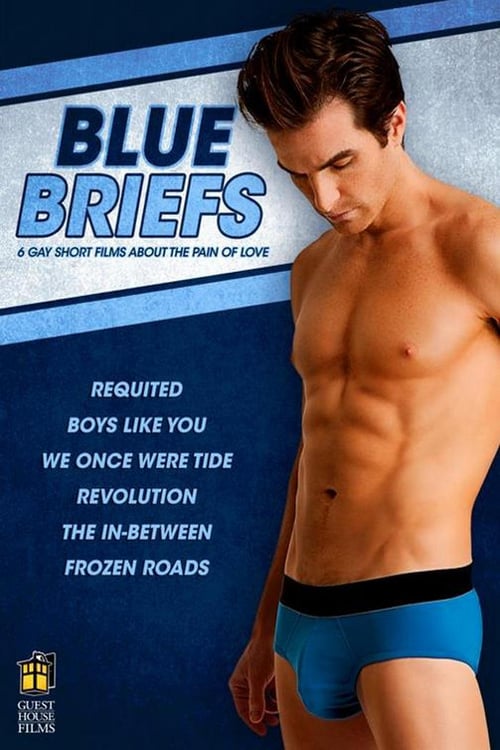 BLUE
BRIEFS
6 GAY SHORT FILMS ABOUT THE PAIN OF LOVE
REQUITED
BOYS LIKE YOU
WE ONCE WERE TIDE
REVOLUTION
THE IN-BETWEEN
FROZEN ROADS
GUEST
HOUSE
FILMS